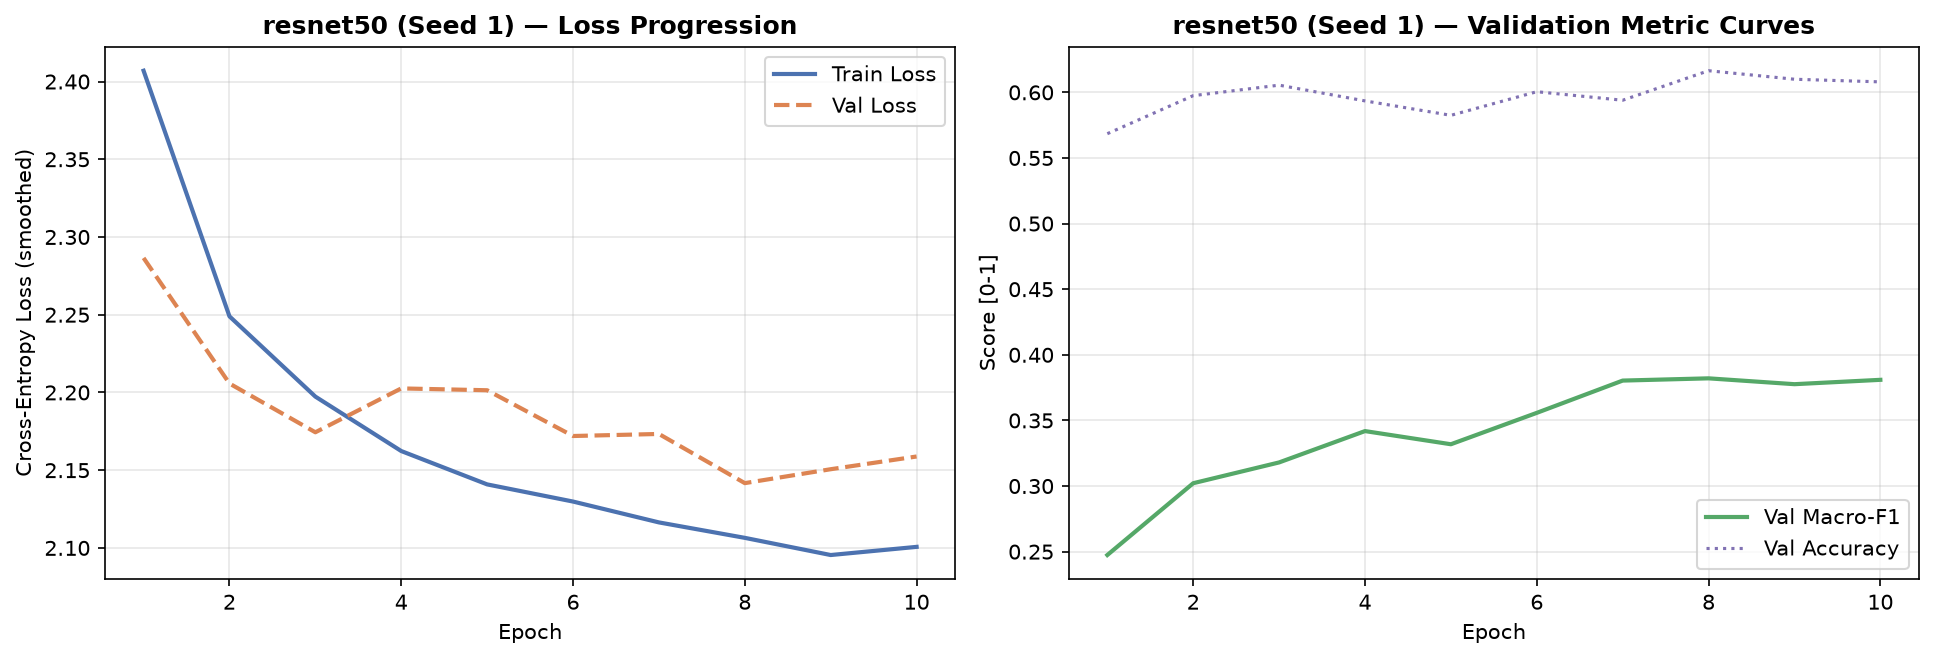 resnet50 (Seed 1) — Loss Progression
Train Loss
Val Loss
Cross-Entropy Loss (smoothed)
2.40
2.35
2.30
2.25
2.20
2.15
2.10
2 4 6 8 10
Epoch
resnet50 (Seed 1) — Validation Metric Curves
Score [0-1]
0.60
0.55
0.50
0.45
0.40
0.35
0.30
0.25
Val Macro-F1
Val Accuracy
2 4 6 8 10
Epoch